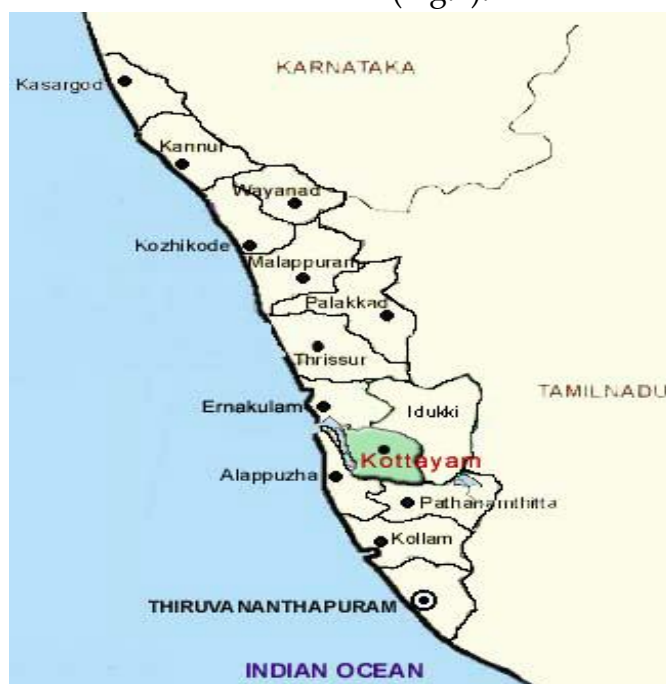 KARNATAKA
Kasargod
Kannur
Wayanad
Kozhikode
Malappuram
Palakkad
Thrissur
TAMILNADU
Ernakulam
Idukki
Kottayam
Alappuzha
Pathanamthitta
Kollam
THIRUVANANTHAPURAM
INDIAN OCEAN